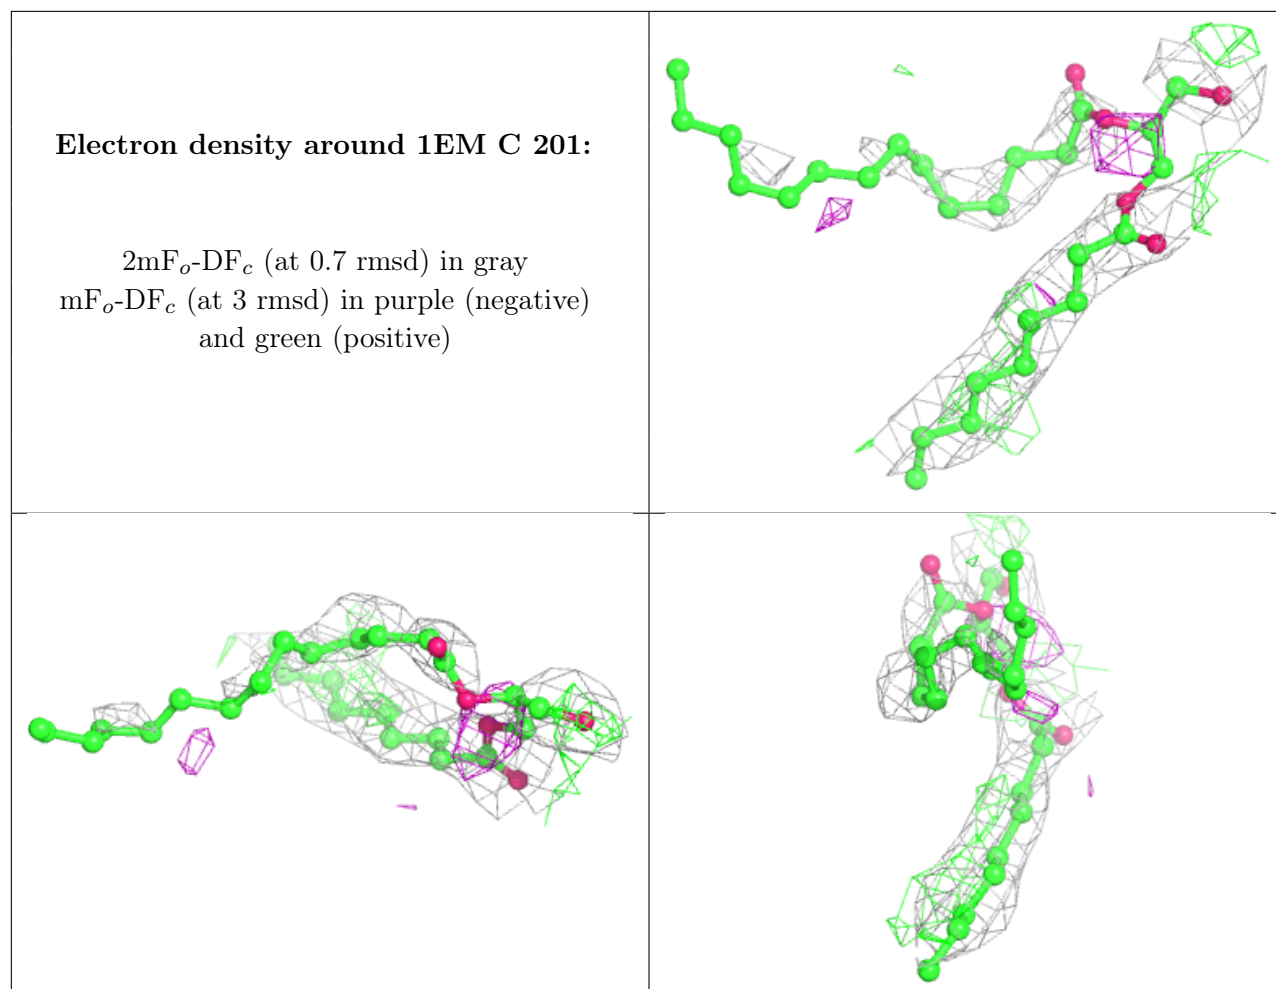 Electron density around 1EM C 201:
2mFo-DFc (at 0.7 rmsd) in gray
mFo-DFc (at 3 rmsd) in purple (negative)
and green (positive)